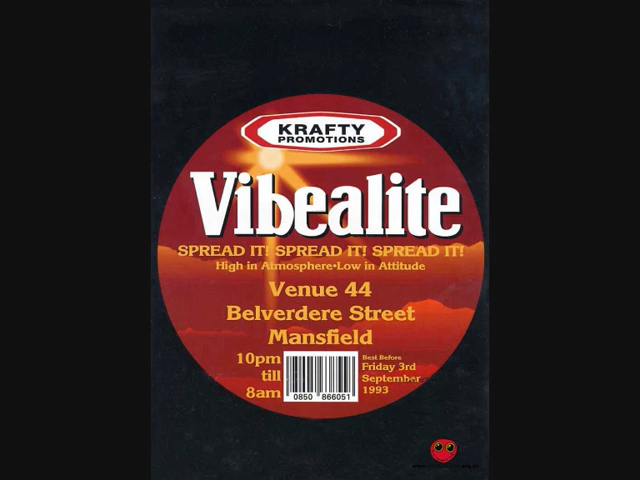 KRAFTY
PROMOTIONS
Vibealite
SPREAD IT! SPREAD IT! SPREAD IT!
High in Atmosphere•Low in Attitude
Venue 44
Belverdere Street
Mansfield
10pm
till
8am
0850 866051
Best Before
Friday 3rd
September
1993